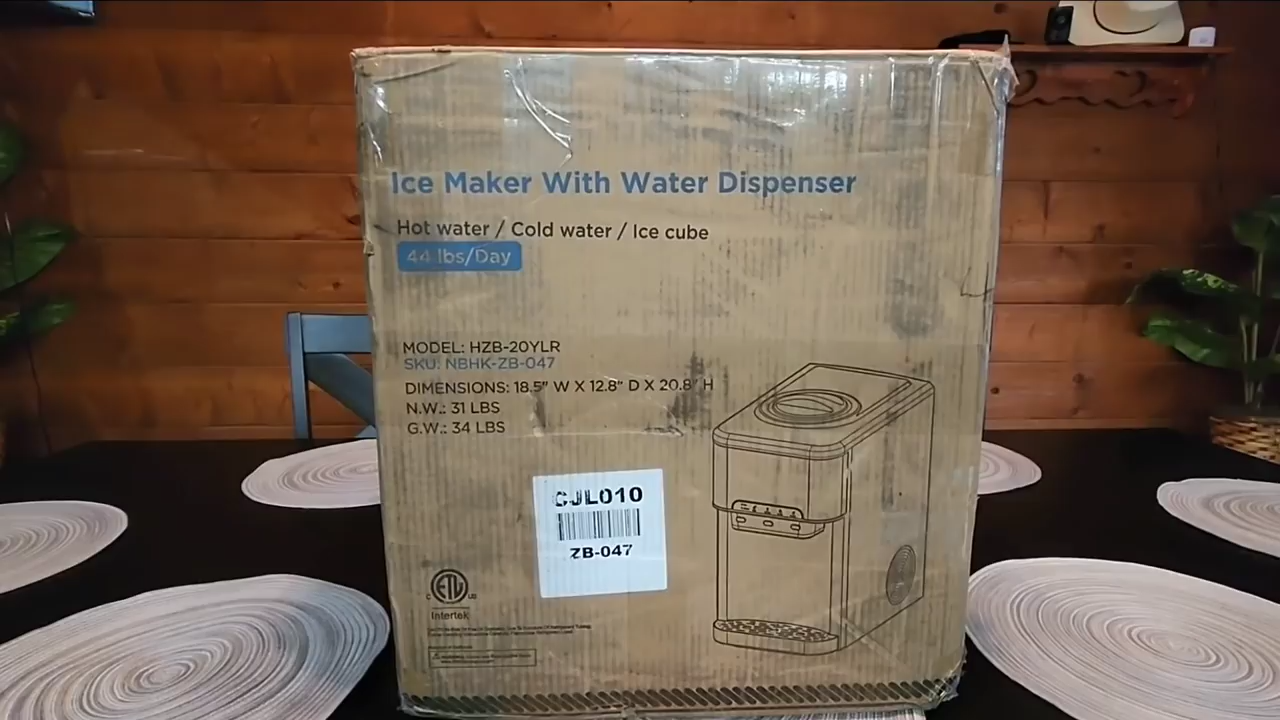 Ice Maker With Water Dispenser
Hot water / Cold water / Ice cube
44 lbs/Day
MODEL: HZB-20YLR
SKU: NBHK-ZB-047
DIMENSIONS: 18.5" W X 12.8" D X 20.8" H
N.W.: 31 LBS
G.W.: 34 LBS
CJL010
ZB-047
C ETL US
Intertek